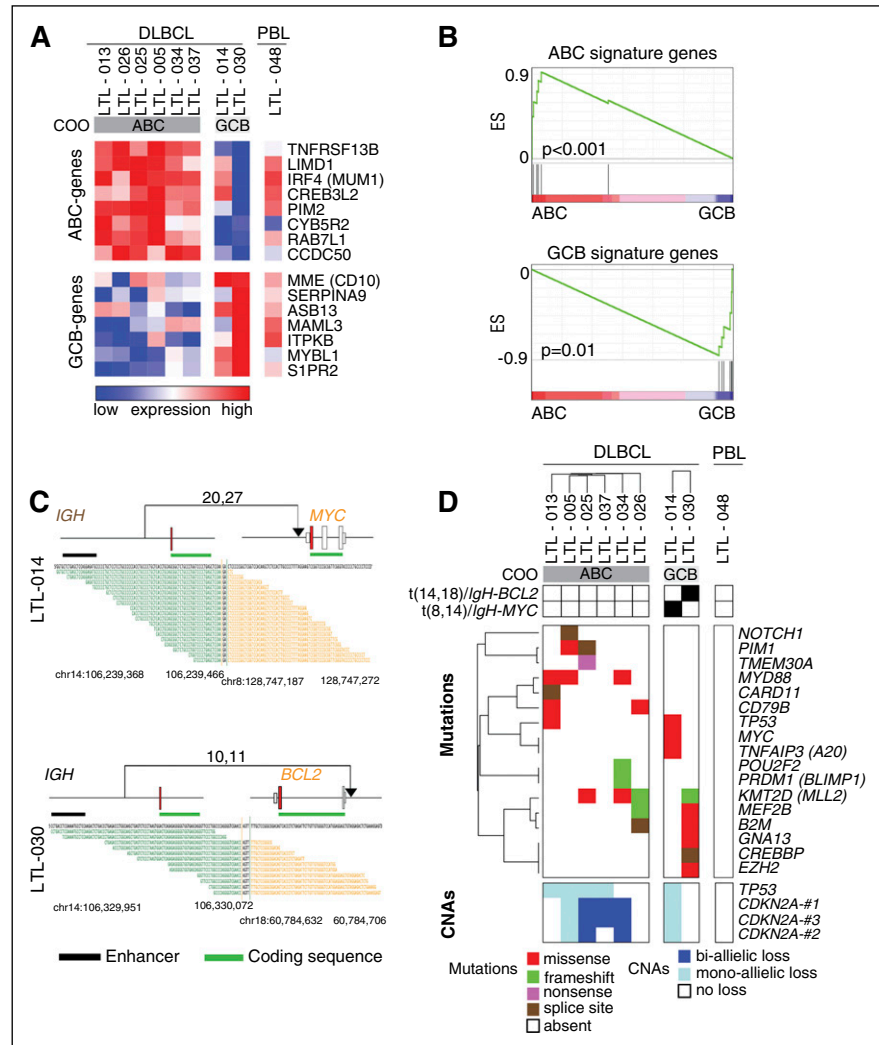 A
DLBCL
PBL
LTL - 013
LTL - 026
LTL - 025
LTL - 005
LTL - 034
LTL - 037
LTL - 014
LTL - 030
LTL - 048
COO
ABC
GCB
ABC-genes
TNFRSF13B
LIMD1
IRF4 (MUM1)
CREB3L2
PIM2
CYB5R2
RAB7L1
CCDC50
GCB-genes
MME (CD10)
SERPINA9
ASB13
MAML3
ITPKB
MYBL1
S1PR2
low expression high
B
ABC signature genes
0.9
ES
0
p<0.001
ABC GCB
GCB signature genes
0
ES
-0.9
p=0.01
ABC GCB
C
LTL-014
IGH
20,27
MYC
chr14:106,239,368
106,239,466
chr8:128,747,187
128,747,272
LTL-030
IGH
10,11
BCL2
chr14:106,329,951
106,330,072
chr18:60,784,632
60,784,706
Enhancer
Coding sequence
D
DLBCL
PBL
LTL - 013
LTL - 005
LTL - 025
LTL - 037
LTL - 034
LTL - 026
LTL - 014
LTL - 030
LTL - 048
COO
ABC
GCB
t(14,18)/IgH-BCL2
t(8,14)/IgH-MYC
Mutations
NOTCH1
PIM1
TMEM30A
MYD88
CARD11
CD79B
TP53
MYC
TNFAIP3 (A20)
POU2F2
PRDM1 (BLIMP1)
KMT2D (MLL2)
MEF2B
B2M
GNA13
CREBBP
EZH2
CNAs
TP53
CDKN2A-#1
CDKN2A-#3
CDKN2A-#2
Mutations
missense
frameshift
nonsense
splice site
absent
CNAs
bi-allielic loss
mono-allielic loss
no loss